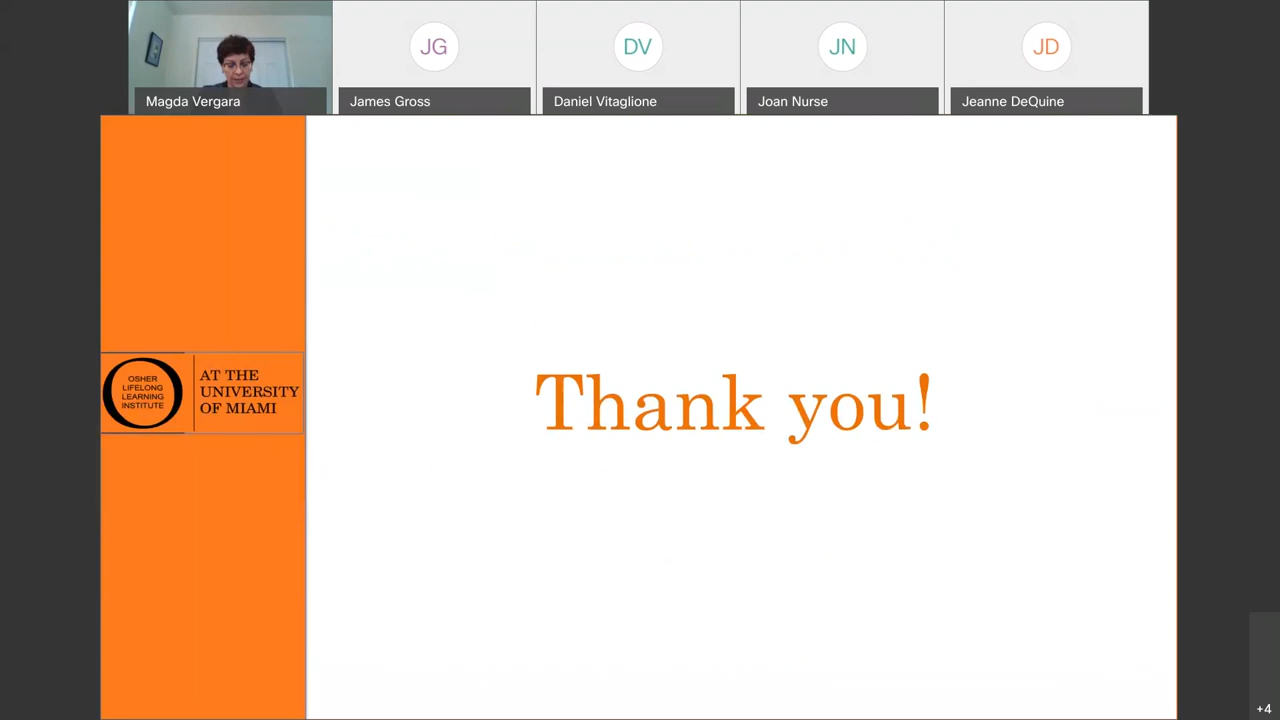 JG
DV
JN
JD
Magda Vergara
James Gross
Daniel Vitaglione
Joan Nurse
Jeanne DeQuine
OSHER
LIFELONG
LEARNING
INSTITUTE
AT THE
UNIVERSITY
OF MIAMI
Thank you!
+4